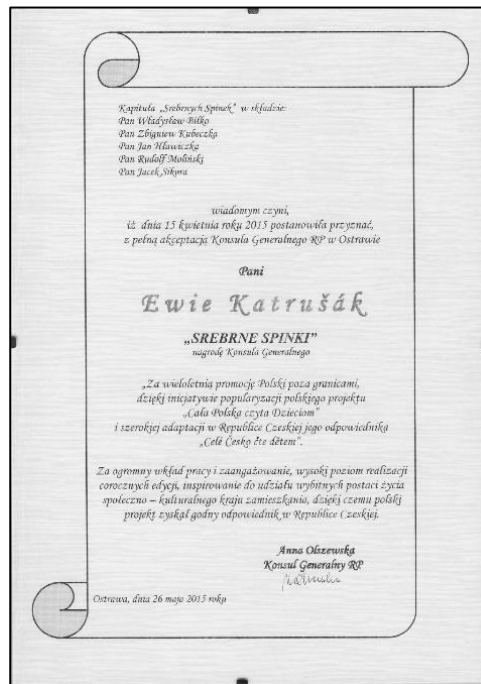 Kapituła „Srebrnych Spinek” w składzie:
Pan Władysław Biłko
Pan Zbigniew Kubeczka
Pan Jan Hławiczka
Pan Rudolf Moliński
Pan Jacek Sikora
wiadomym czyni,
iż dnia 15 kwietnia roku 2015 postanowiła przyznać,
z pełną akceptacją Konsula Generalnego RP w Ostrawie
Pani
Ewie Katrušák
„SREBRNE SPINKI”
nagrodę Konsula Generalnego
„Za wieloletnią promocję Polski poza granicami,
dzięki inicjatywie popularyzacji polskiego projektu
„Cała Polska czyta Dzieciom”
i szerokiej adaptacji w Republice Czeskiej jego odpowiednika
„Celé Česko čte dětem”.
Za ogromny wkład pracy i zaangażowanie, wysoki poziom realizacji
corocznych edycji, inspirowanie do udziału wybitnych postaci życia
społeczno – kulturalnego kraju zamieszkania, dzięki czemu polski
projekt zyskał godny odpowiednik w Republice Czeskiej.
Anna Olszewska
Konsul Generalny RP
Ostrawa, dnia 26 maja 2015 roku